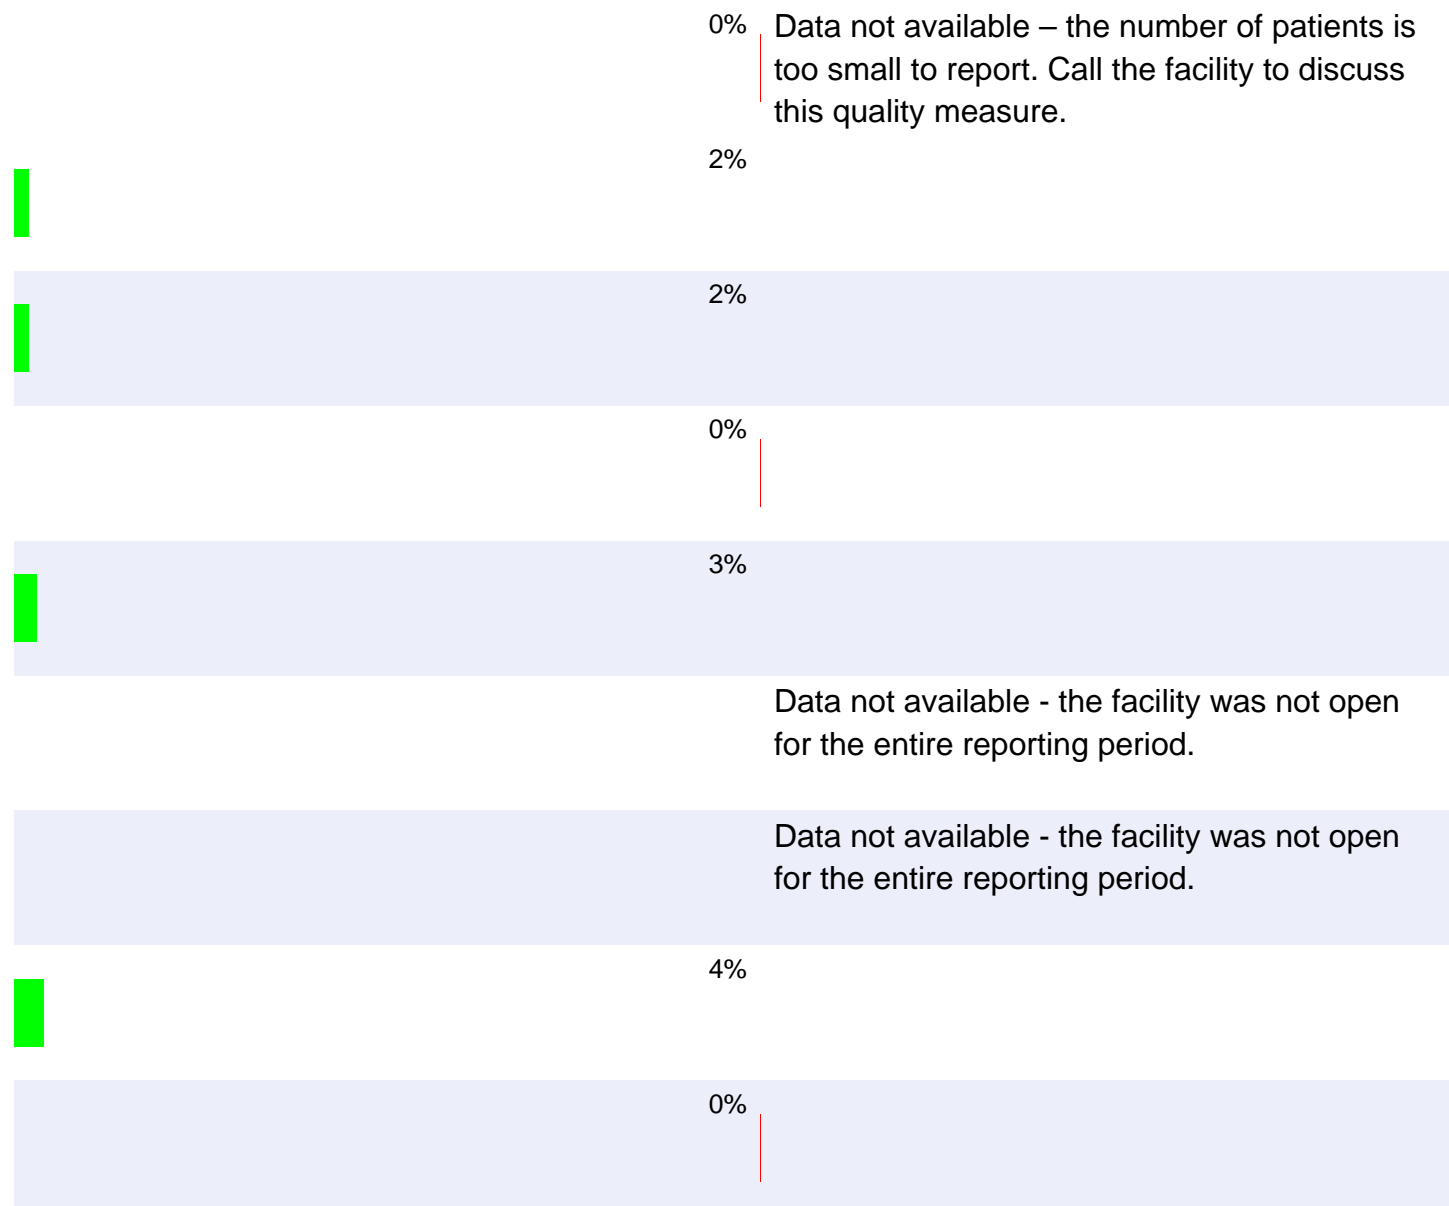 0%
Data not available – the number of patients is
too small to report. Call the facility to discuss
this quality measure.
2%
2%
0%
3%
Data not available - the facility was not open
for the entire reporting period.
Data not available - the facility was not open
for the entire reporting period.
4%
0%